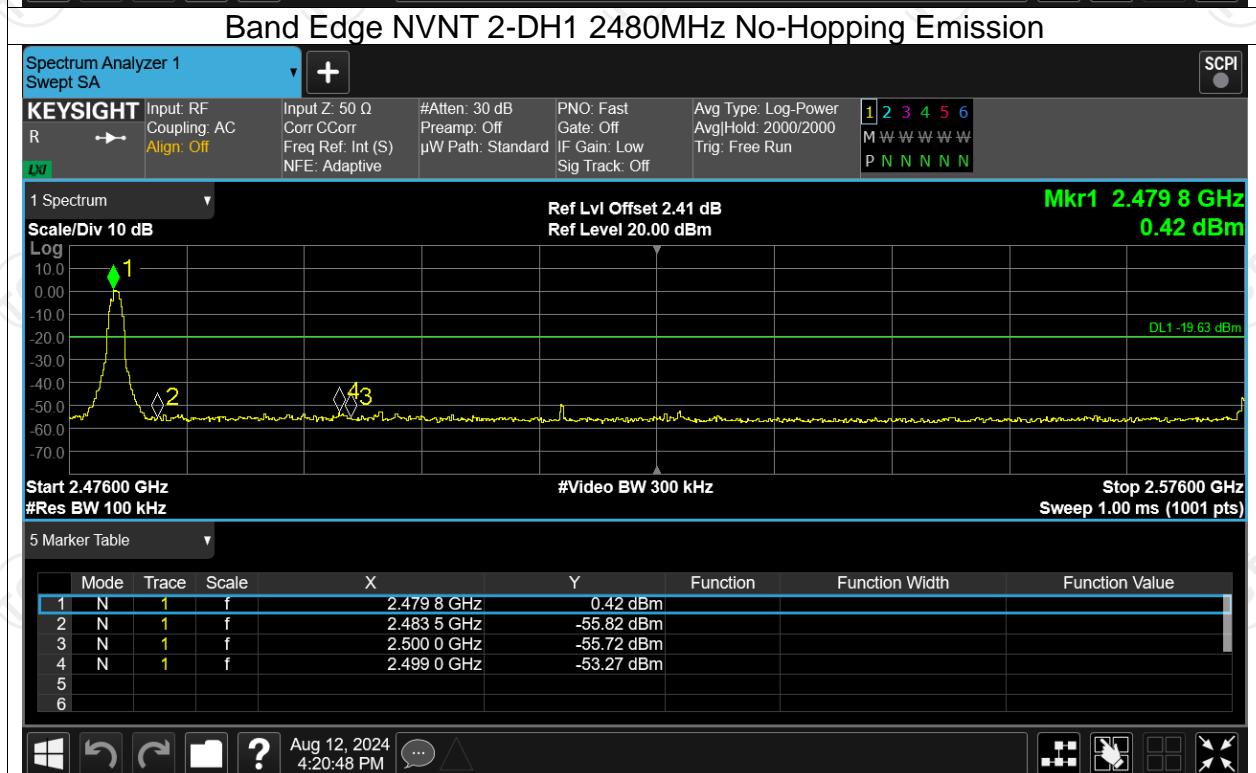 Band Edge NVNT 2-DH1 2480MHz No-Hopping Emission
Spectrum Analyzer 1
Swept SA
+
SCPI
KEYSIGHT Input: RF Input Z: 50 Ω #Atten: 30 dB PNO: Fast Avg Type: Log-Power 1 2 3 4 5 6
R Coupling: AC Corr CCorr Preamp: Off Gate: Off Avg|Hold: 2000/2000 M W W W W W
Align: Off Freq Ref: Int (S) µW Path: Standard IF Gain: Low Trig: Free Run
LXI NFE: Adaptive Sig Track: Off P N N N N N
1 Spectrum Ref Lvl Offset 2.41 dB Mkr1 2.479 8 GHz
Scale/Div 10 dB Ref Level 20.00 dBm 0.42 dBm
Log
10.0
0.00
-10.0
-20.0
-30.0
-40.0
-50.0
-60.0
-70.0
1
DL1 -19.63 dBm
2
4 3
Start 2.47600 GHz #Video BW 300 kHz Stop 2.57600 GHz
#Res BW 100 kHz Sweep 1.00 ms (1001 pts)
5 Marker Table
Mode Trace Scale X Y Function Function Width Function Value
1 N 1 f 2.479 8 GHz 0.42 dBm
2 N 1 f 2.483 5 GHz -55.82 dBm
3 N 1 f 2.500 0 GHz -55.72 dBm
4 N 1 f 2.499 0 GHz -53.27 dBm
5
6
? Aug 12, 2024
4:20:48 PM